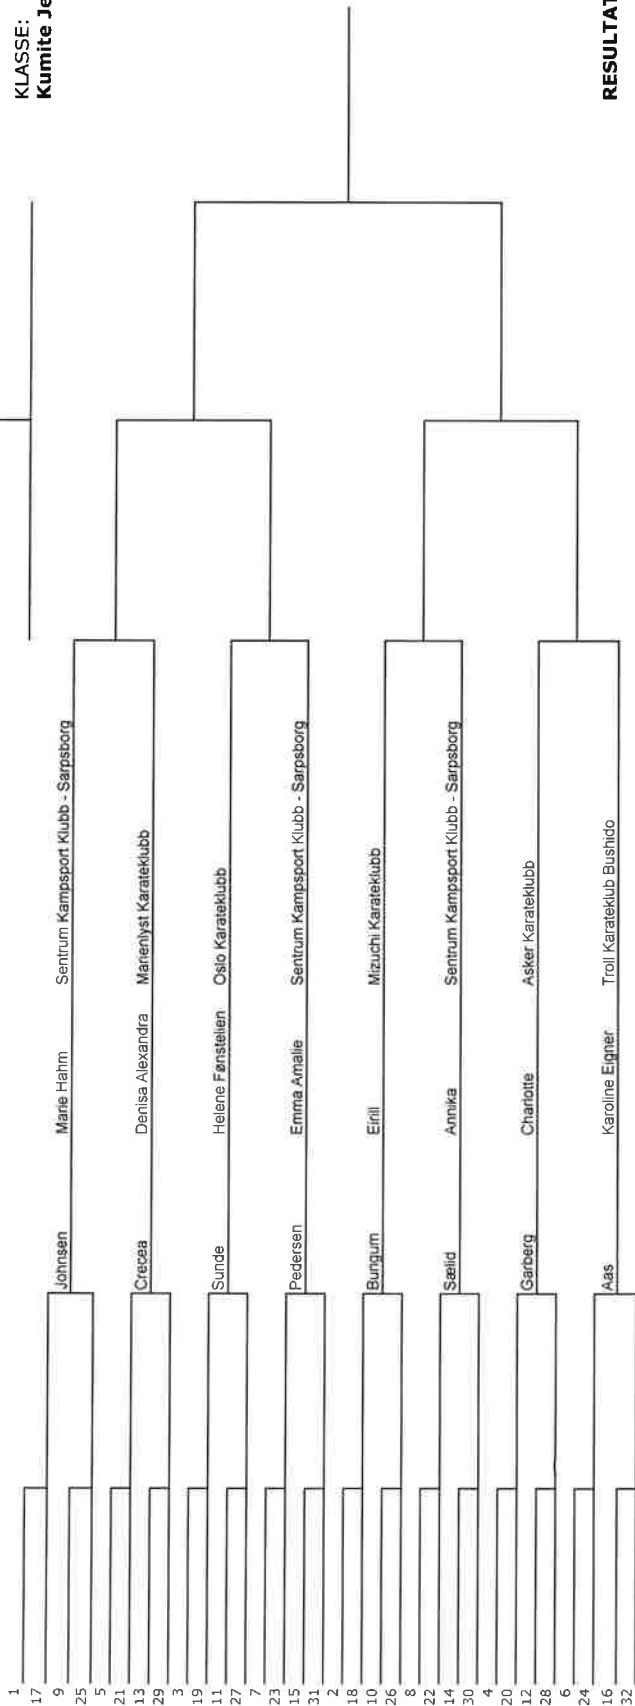 KLASSE:
Kumite Je
1
17
Johnsen Marie Hahm Sentrum Kampsport Klubb - Sarpsborg
9
25
5
21
Crecea Denisa Alexandra Marienlyst Karateklubb
13
29
3
19
Sunde Helene Fønstelien Oslo Karateklubb
11
27
7
23
Pedersen Emma Amalie Sentrum Kampsport Klubb - Sarpsborg
15
31
2
18
Bungum Eirill Mizuchi Karateklubb
10
26
8
22
Sælid Annika Sentrum Kampsport Klubb - Sarpsborg
14
30
4
20
Garberg Charlotte Asker Karateklubb
12
28
6
24
Aas Karoline Eigner Troll Karateklub Bushido
16
32
RESULTAT